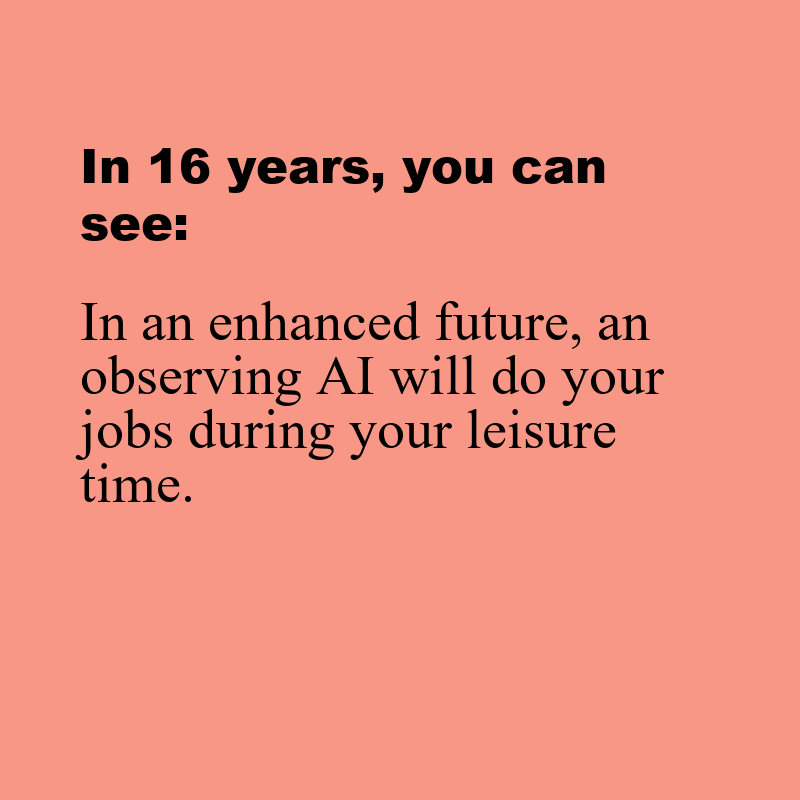 In 16 years, you can
see:
In an enhanced future, an
observing AI will do your
jobs during your leisure
time.